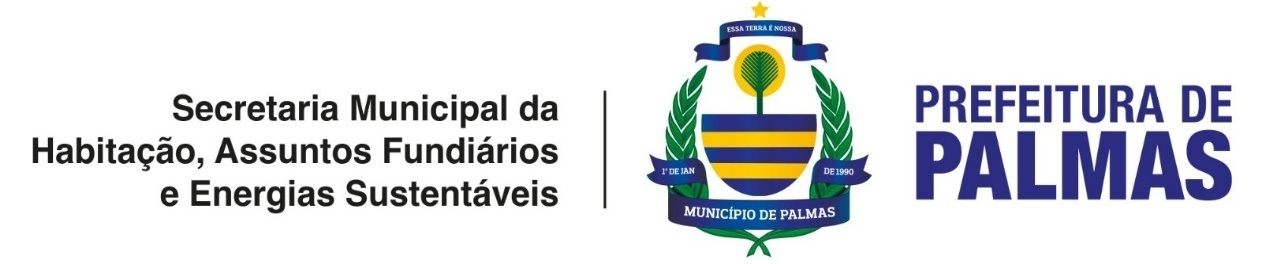 Secretaria Municipal da
Habitação, Assuntos Fundiários
e Energias Sustentáveis
ESSA TERRA É NOSSA
1º DE JAN
DE 1990
MUNICÍPIO DE PALMAS
PREFEITURA DE
PALMAS